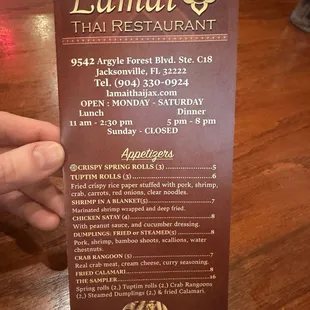 Lamai
THAI RESTAURANT
9542 Argyle Forest Blvd. Ste. C18
Jacksonville, FL 32222
Tel. (904) 330-0924
lamaithaijax.com
OPEN : MONDAY - SATURDAY
Lunch Dinner
11 am - 2:30 pm 5 pm - 8 pm
Sunday - CLOSED
Appetizers
CRISPY SPRING ROLLS (3) 5
TUPTIM ROLLS (3) 6
Fried crispy rice paper stuffed with pork, shrimp,
crab, carrots, red onions, clear noodles.
SHRIMP IN A BLANKET(5) 7
Marinated shrimp wrapped and deep fried.
CHICKEN SATAY (4) 8
With peanut sauce, and cucumber dressing.
DUMPLINGS: FRIED or STEAMED(5) 8
Pork, shrimp, bamboo shoots, scallions, water
chestnuts.
CRAB RANGOON (5) 7
Real crab meat, cream cheese, curry seasoning.
FRIED CALAMARI 8
THE SAMPLER 16
Spring rolls (2,) Tuptim rolls (2,) Crab Rangoons
(2,) Steamed Dumplings (2,) & fried Calamari.